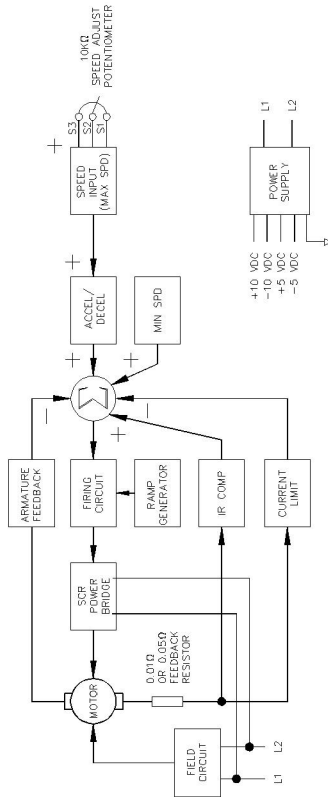 10KΩ
SPEED ADJUST
POTENTIOMETER
S3
S2
S1
+
SPEED
INPUT
(MAX SPD)
+
ACCEL/
DECEL
+
MIN SPD
+
Σ
−
−
+
ARMATURE
FEEDBACK
FIRING
CIRCUIT
RAMP
GENERATOR
IR COMP
CURRENT
LIMIT
SCR
POWER
BRIDGE
MOTOR
0.01Ω
OR 0.05Ω
FEEDBACK
RESISTOR
FIELD
CIRCUIT
L2
L1
POWER
SUPPLY
L1
L2
+10 VDC
−10 VDC
+5 VDC
−5 VDC